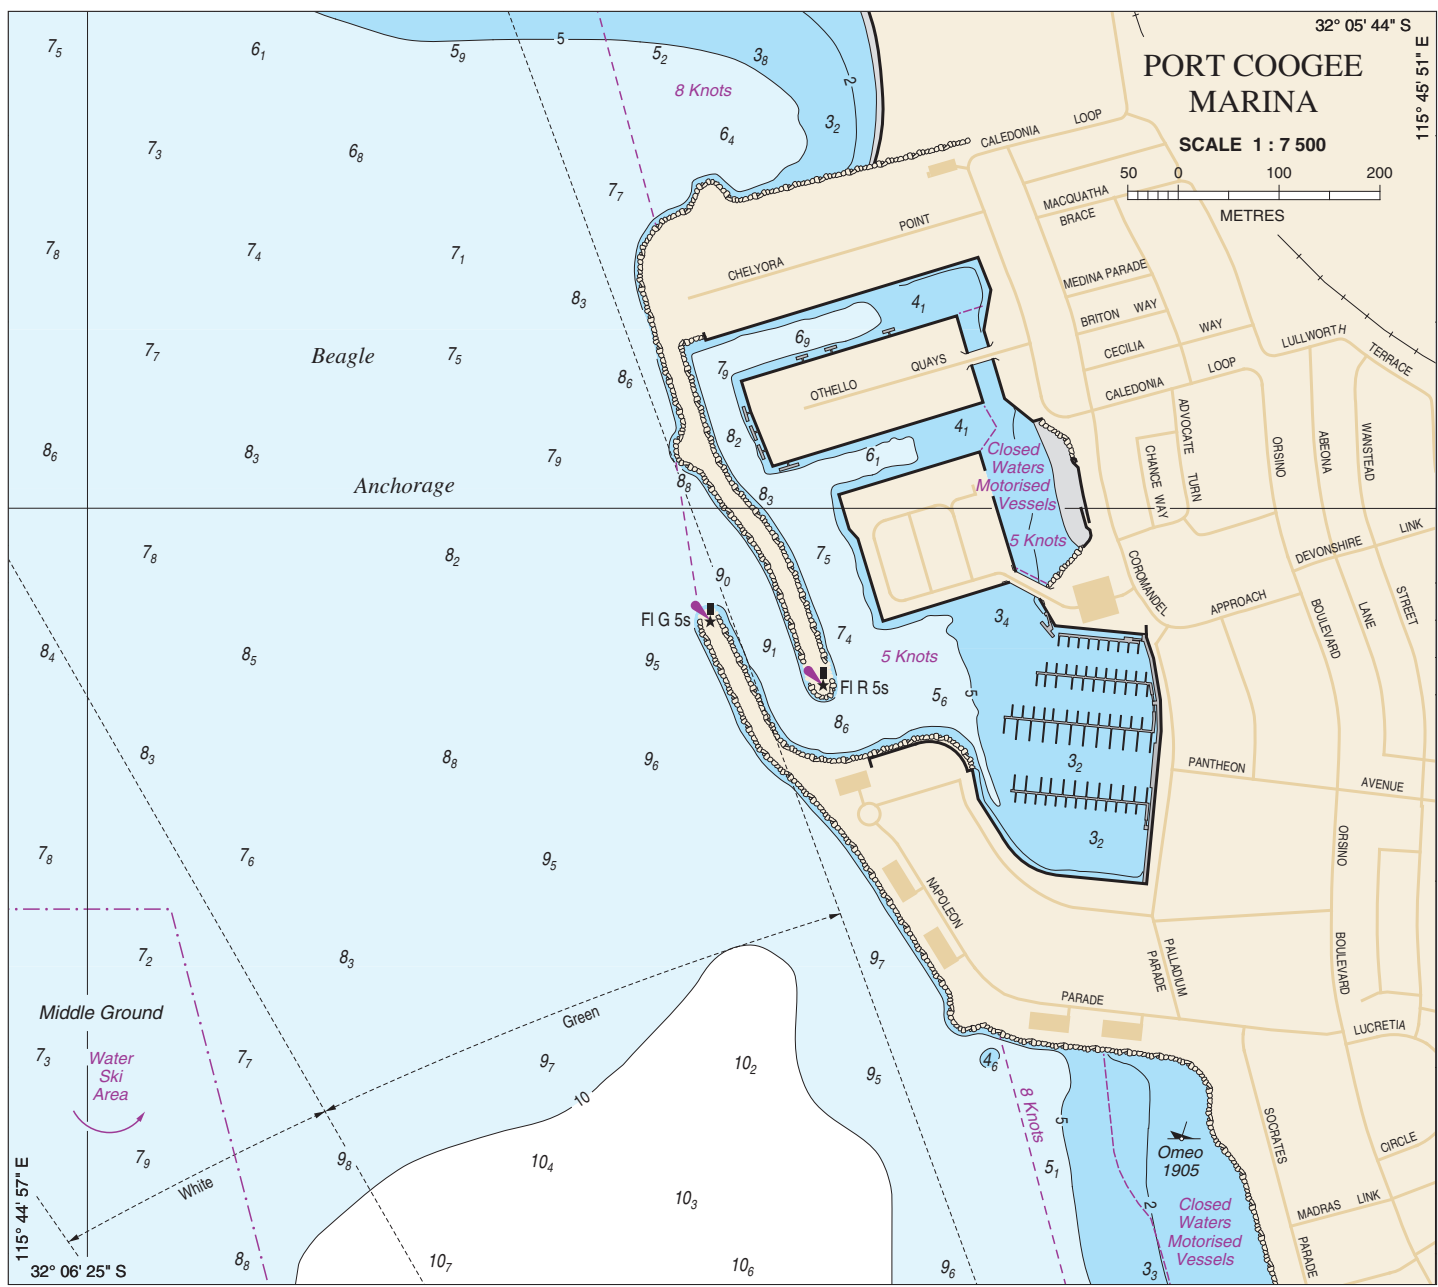 32° 05' 44" S
115° 45' 51" E
PORT COOGEE
MARINA
SCALE 1 : 7 500
50 0 100 200
METRES
7₅ 6₁ 5₉ 5 5₂ 3₈ 2
8 Knots
7₃ 6₈ 6₄ 3₂
7₇
CALEDONIA LOOP
MACQUATHA
BRACE
POINT
CHELYORA
MEDINA PARADE
BRITON WAY
CECILIA WAY
LULLWORTH
TERRACE
CALEDONIA LOOP
7₈ 7₄ 7₁ 8₃
4₁
6₉
7₉
OTHELLO QUAYS
Beagle
7₇ 7₅ 8₆
8₂ 4₁
6₁
Closed
Waters
Motorised
Vessels
5 Knots
ADVOCATE
TURN
CHANCE WAY
ORSINO
ABEONA
WANSTEAD
8₆ 8₃ 7₉ 8₈ 8₃
Anchorage
DEVONSHIRE LINK
COROMANDEL
APPROACH
BOULEVARD
LANE
STREET
7₈ 8₂ 9₀ 7₅
Fl G 5s
3₄
7₄
5 Knots
8₄ 8₅ 9₅ 9₁
Fl R 5s
5₆ 5
8₆
8₃ 8₈ 9₆
3₂
PANTHEON
AVENUE
3₂
ORSINO
7₈ 7₆ 9₅
NAPOLEON
BOULEVARD
PALLADIUM
PARADE
7₂ 8₃ 9₇
Middle Ground
Green
PARADE
LUCRETIA
7₃ 7₇ 9₇ 10₂ 9₅ 4₆
Water
Ski
Area
10
8 Knots
5
SOCRATES
CIRCLE
Omeo
1905
7₉ 9₈ 10₄ 5₁
White
10₃
2
Closed
Waters
Motorised
Vessels
MADRAS LINK
PARADE
115° 44' 57" E
32° 06' 25" S
8₈ 10₇ 10₆ 9₆ 3₃